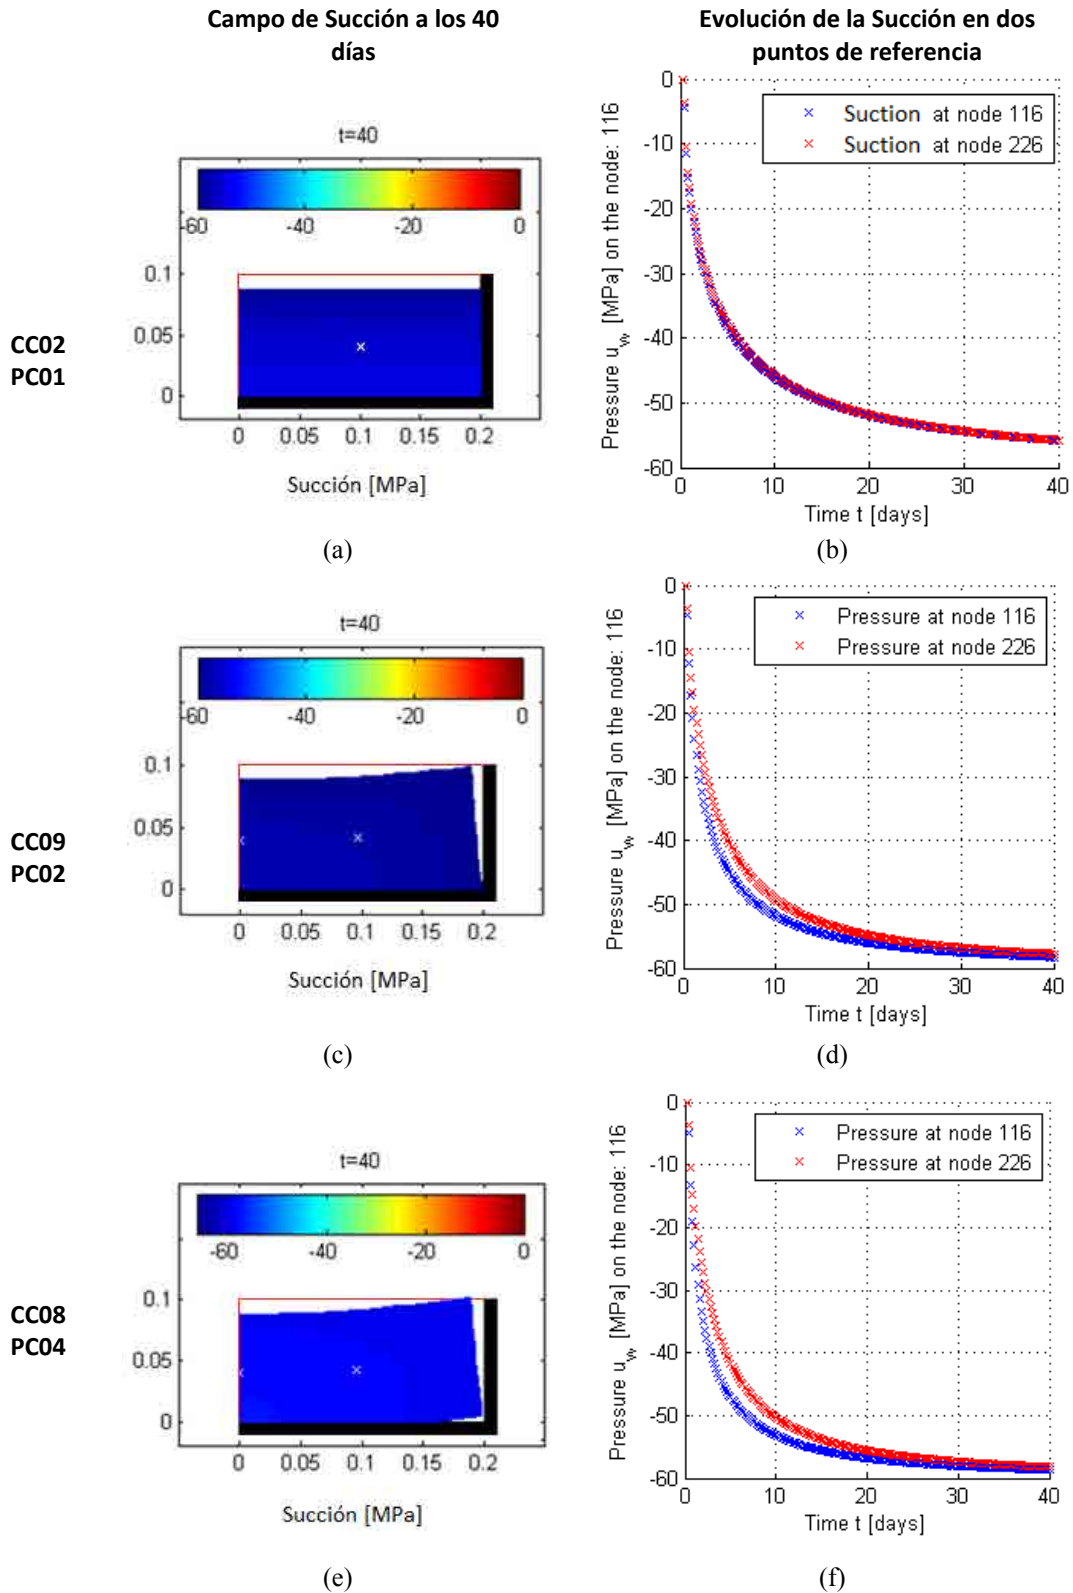 Campo de Succión a los 40
días
Evolución de la Succión en dos
puntos de referencia
CC02
PC01
t=40
-60 -40 -20 0
0.1
0.05
0
0 0.05 0.1 0.15 0.2
Succión [MPa]
(a)
Pressure u_w [MPa] on the node: 116
0
-10
-20
-30
-40
-50
-60
Suction at node 116
Suction at node 226
0 10 20 30 40
Time t [days]
(b)
CC09
PC02
t=40
-60 -40 -20 0
0.1
0.05
0
0 0.05 0.1 0.15 0.2
Succión [MPa]
(c)
Pressure u_w [MPa] on the node: 116
0
-10
-20
-30
-40
-50
-60
Pressure at node 116
Pressure at node 226
0 10 20 30 40
Time t [days]
(d)
CC08
PC04
t=40
-60 -40 -20 0
0.1
0.05
0
0 0.05 0.1 0.15 0.2
Succión [MPa]
(e)
Pressure u_w [MPa] on the node: 116
0
-10
-20
-30
-40
-50
-60
Pressure at node 116
Pressure at node 226
0 10 20 30 40
Time t [days]
(f)